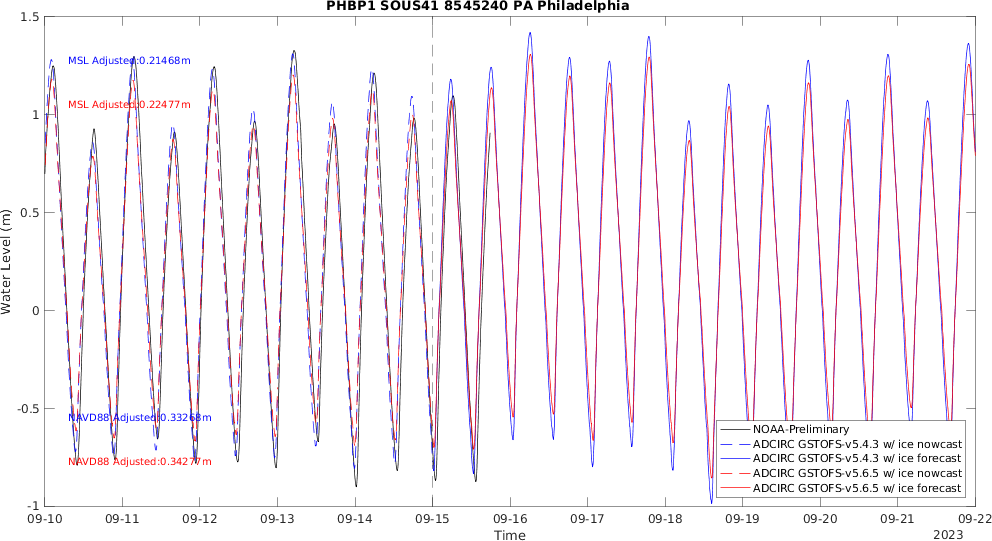 PHBP1 SOUS41 8545240 PA Philadelphia
Water Level (m)
1.5
1
0.5
0
-0.5
-1
MSL Adjusted:0.21468m
MSL Adjusted:0.22477m
NAVD88 Adjusted:0.33268m
NAVD88 Adjusted:0.34277m
NOAA-Preliminary
ADCIRC GSTOFS-v5.4.3 w/ ice nowcast
ADCIRC GSTOFS-v5.4.3 w/ ice forecast
ADCIRC GSTOFS-v5.6.5 w/ ice nowcast
ADCIRC GSTOFS-v5.6.5 w/ ice forecast
09-10 09-11 09-12 09-13 09-14 09-15 09-16 09-17 09-18 09-19 09-20 09-21 09-22
Time
2023